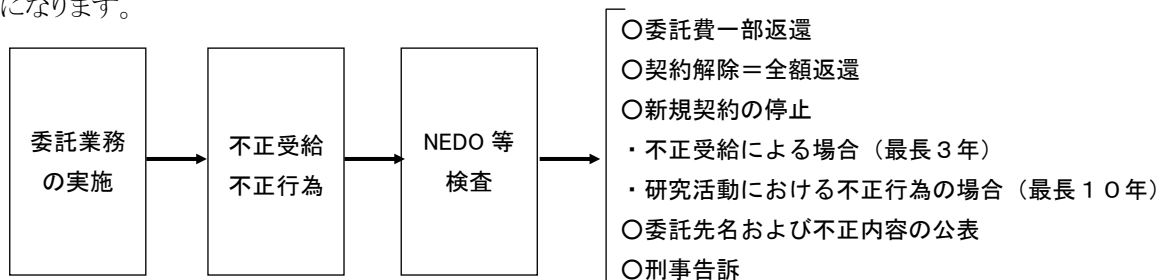 になります。
委託業務
の実施
不正受給
不正行為
NEDO 等
検査
〇委託費一部返還
〇契約解除＝全額返還
〇新規契約の停止
・不正受給による場合（最長３年）
・研究活動における不正行為の場合（最長１０年）
〇委託先名および不正内容の公表
〇刑事告訴